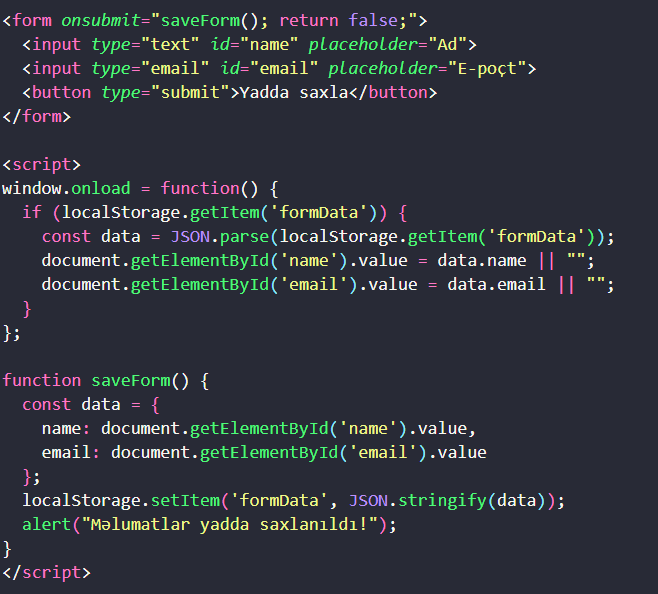 <form onsubmit="saveForm(); return false;">
  <input type="text" id="name" placeholder="Ad">
  <input type="email" id="email" placeholder="E-poçt">
  <button type="submit">Yadda saxla</button>
</form>

<script>
window.onload = function() {
  if (localStorage.getItem('formData')) {
    const data = JSON.parse(localStorage.getItem('formData'));
    document.getElementById('name').value = data.name || "";
    document.getElementById('email').value = data.email || "";
  }
};

function saveForm() {
  const data = {
    name: document.getElementById('name').value,
    email: document.getElementById('email').value
  };
  localStorage.setItem('formData', JSON.stringify(data));
  alert("Məlumatlar yadda saxlanıldı!");
}
</script>